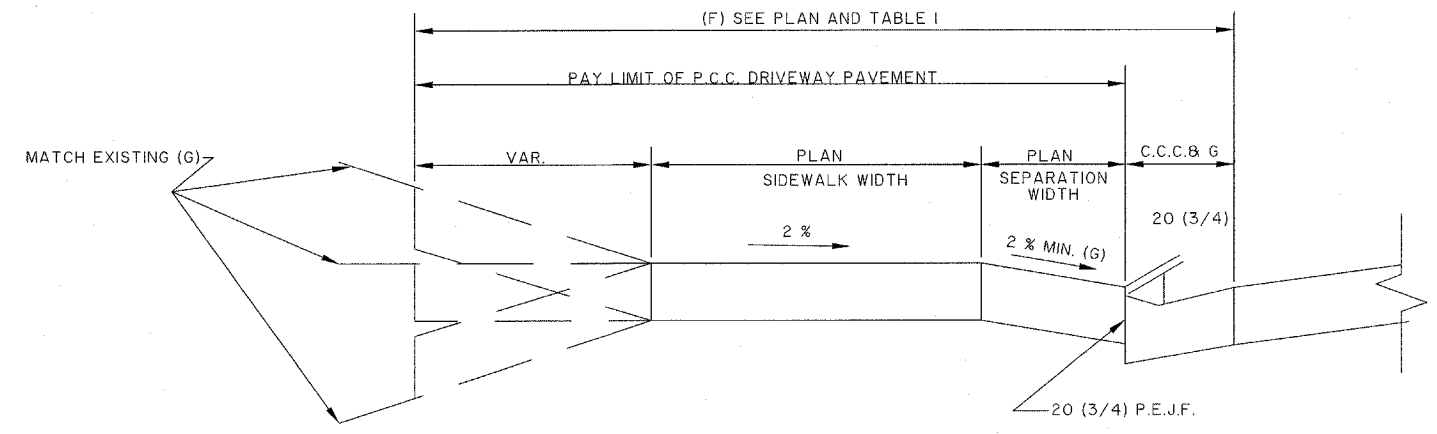 (F) SEE PLAN AND TABLE I
PAY LIMIT OF P.C.C. DRIVEWAY PAVEMENT
MATCH EXISTING (G)
VAR.
PLAN
SIDEWALK WIDTH
PLAN
SEPARATION
WIDTH
C.C.C.& G
20 (3/4)
2 %
2 % MIN. (G)
20 (3/4) P.E.J.F.